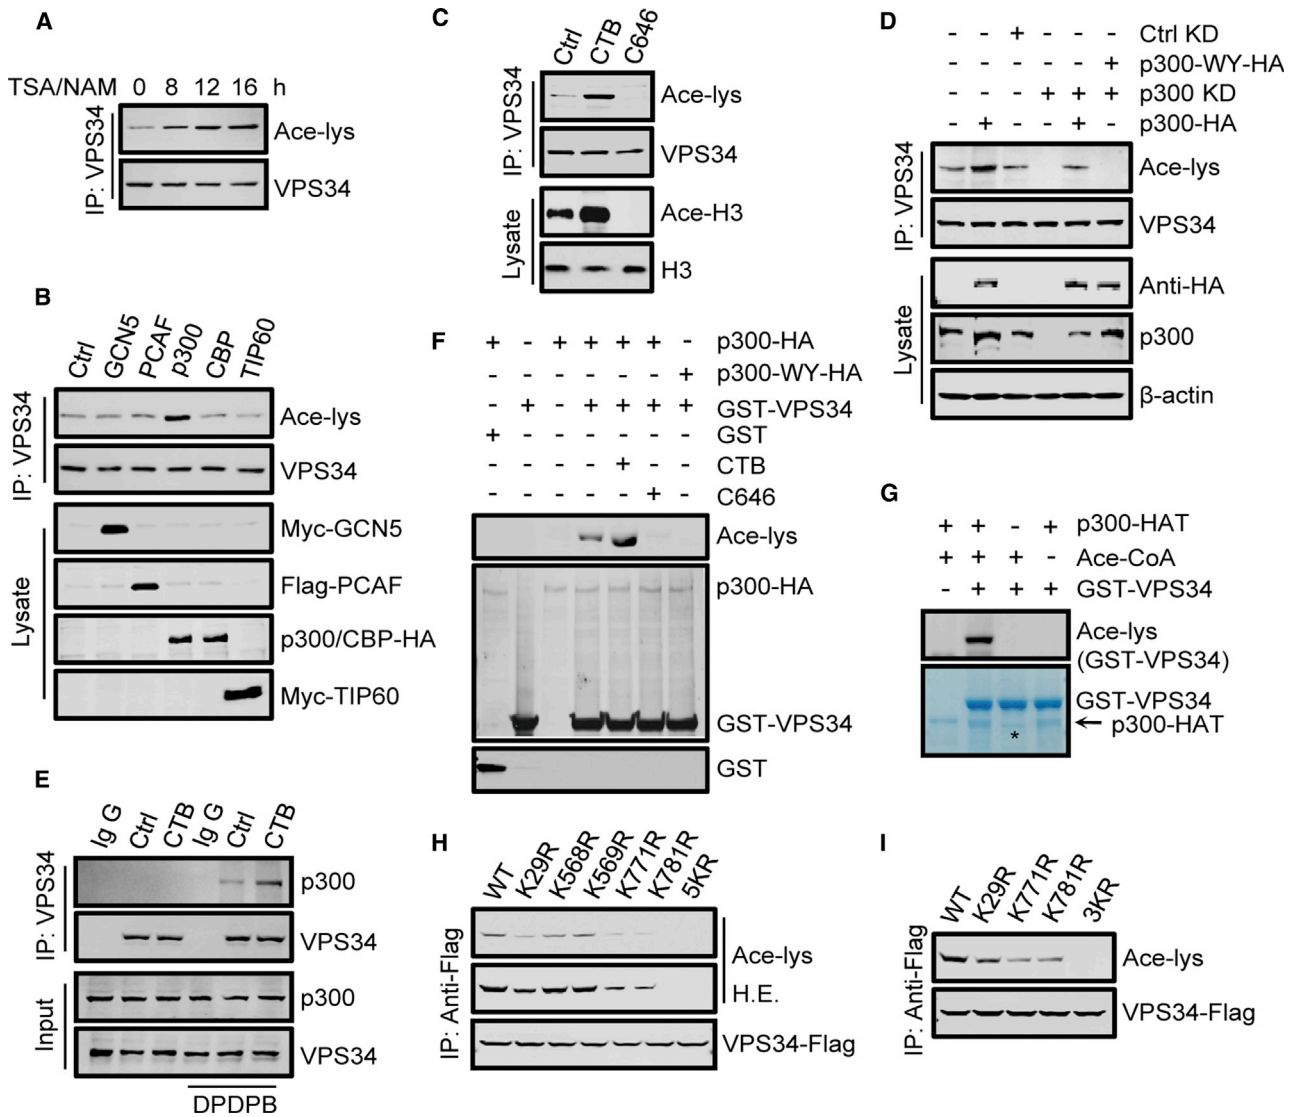 A
TSA/NAM 0 8 12 16 h
IP: VPS34
Ace-lys
VPS34
B
Ctrl GCN5 PCAF p300 CBP TIP60
IP: VPS34
Ace-lys
VPS34
Lysate
Myc-GCN5
Flag-PCAF
p300/CBP-HA
Myc-TIP60
C
Ctrl CTB C646
IP: VPS34
Ace-lys
VPS34
Lysate
Ace-H3
H3
D
- - + - - - Ctrl KD
- - - - - + p300-WY-HA
- - - + + + p300 KD
- + - - + - p300-HA
IP: VPS34
Ace-lys
VPS34
Lysate
Anti-HA
p300
β-actin
E
Ig G Ctrl CTB Ig G Ctrl CTB
IP: VPS34
p300
VPS34
Input
p300
VPS34
DPDPB
F
+ - + + + + - p300-HA
- - - - - - + p300-WY-HA
- + - + + + + GST-VPS34
+ - - - - - - GST
- - - - + - - CTB
- - - - - + - C646
Ace-lys
p300-HA
GST-VPS34
GST
G
+ + - + p300-HAT
+ + + - Ace-CoA
- + + + GST-VPS34
Ace-lys
(GST-VPS34)
GST-VPS34
← p300-HAT
*
H
WT K29R K568R K569R K771R K781R 5KR
IP: Anti-Flag
Ace-lys
H.E.
VPS34-Flag
I
WT K29R K771R K781R 3KR
IP: Anti-Flag
Ace-lys
VPS34-Flag